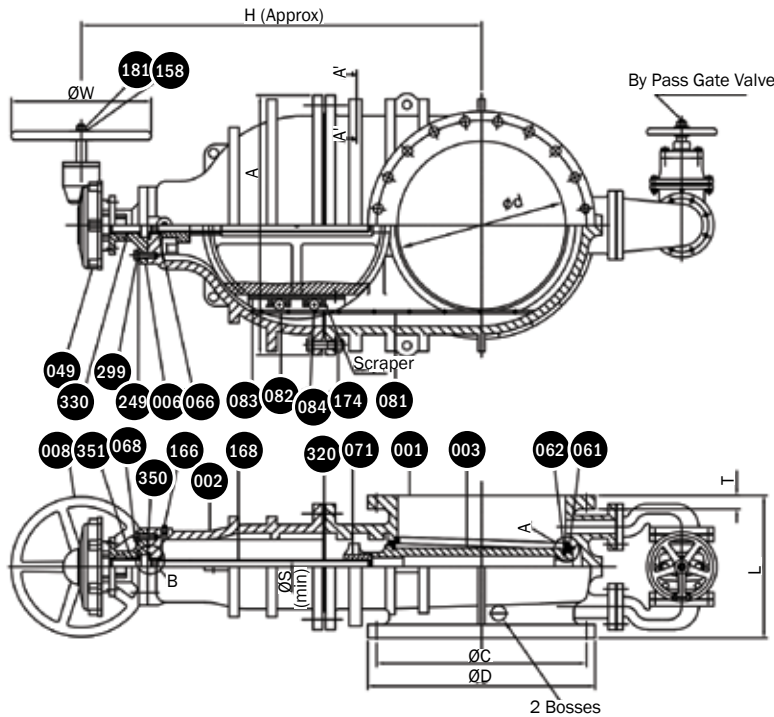 H (Approx)
181 158
ØW
A'
A'
By Pass Gate Valve
A
Ød
Scraper
049
299
330
249 006 066
083 082 084 174 081
008 351 068
350
166
002
168
320 071
001
003
062 061
T
A
B
ØS (min)
L
ØC
ØD
2 Bosses